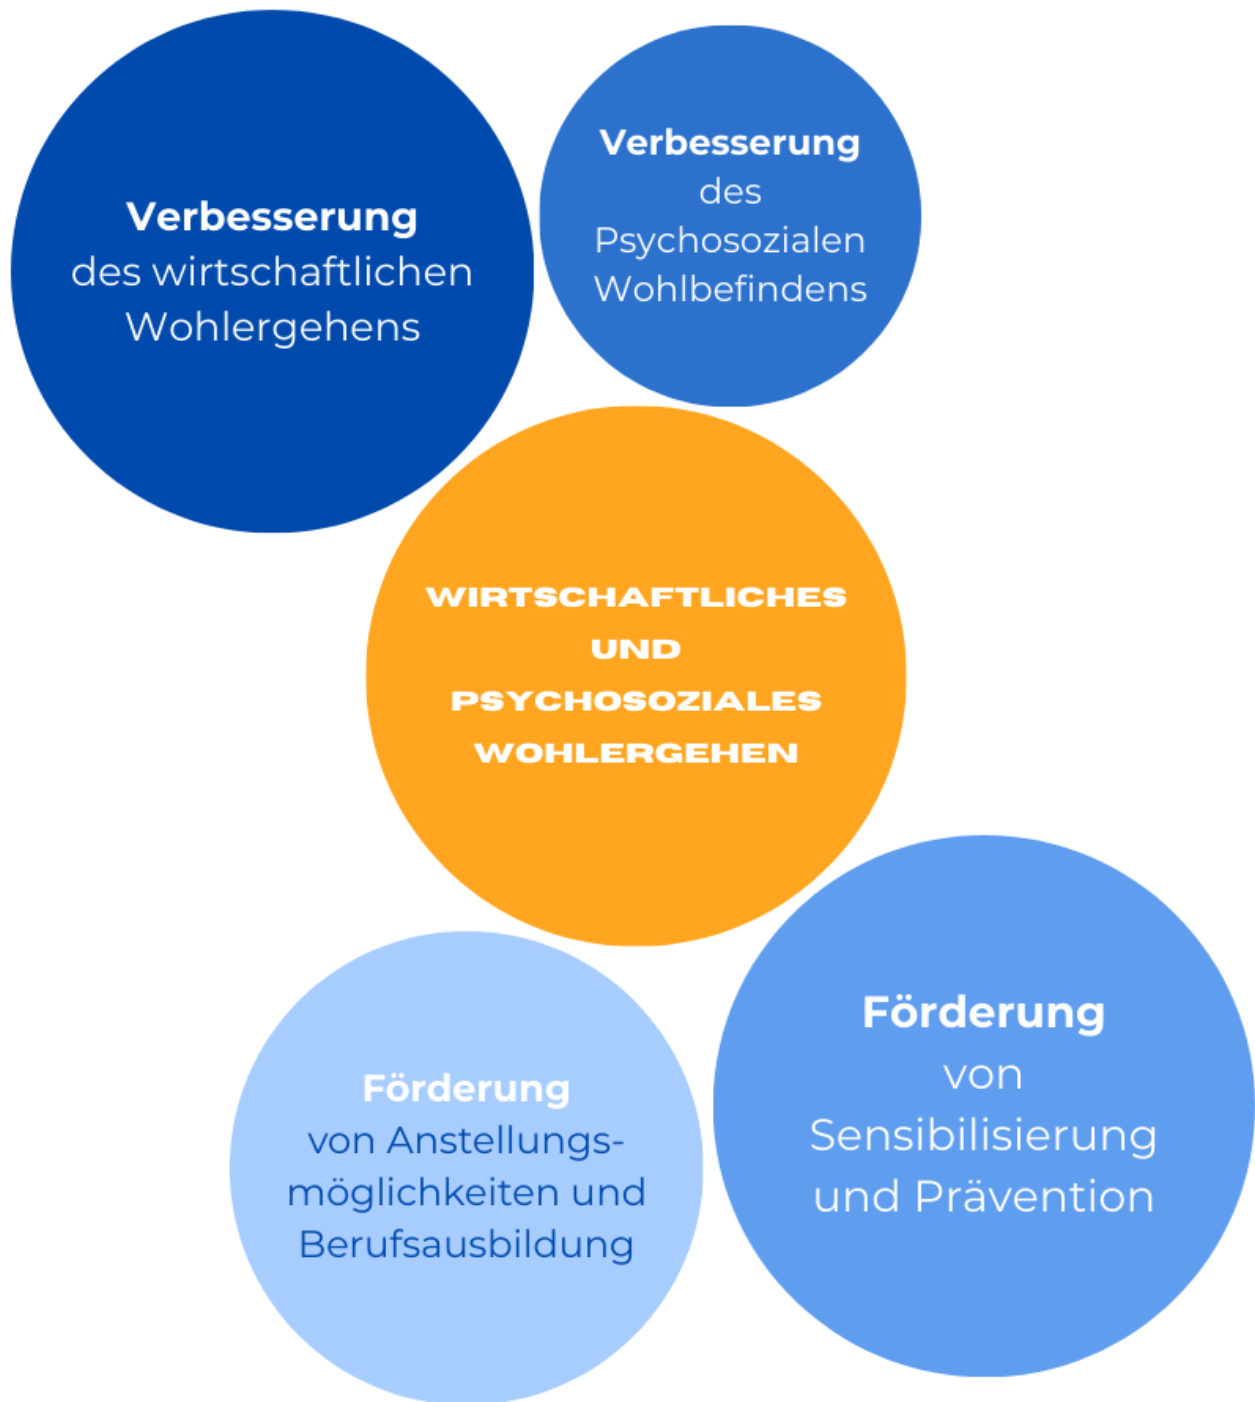 Verbesserung
des wirtschaftlichen
Wohlergehens
Verbesserung
des
Psychosozialen
Wohlbefindens
WIRTSCHAFTLICHES
UND
PSYCHOSOZIALES
WOHLERGEHEN
Förderung
von Anstellungs-
möglichkeiten und
Berufsausbildung
Förderung
von
Sensibilisierung
und Prävention